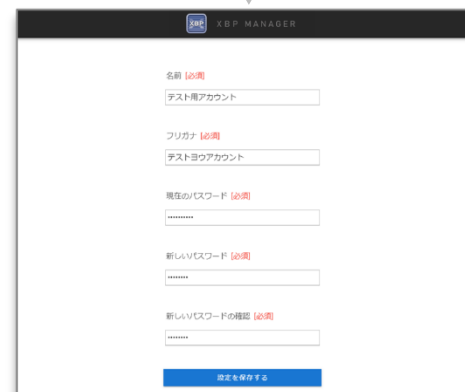 XBP XBP MANAGER
名前 [必須]
テスト用アカウント
フリガナ [必須]
テストヨウアカウント
現在のパスワード [必須]
••••••••••
新しいパスワード [必須]
••••••••
新しいパスワードの確認 [必須]
••••••••
設定を保存する